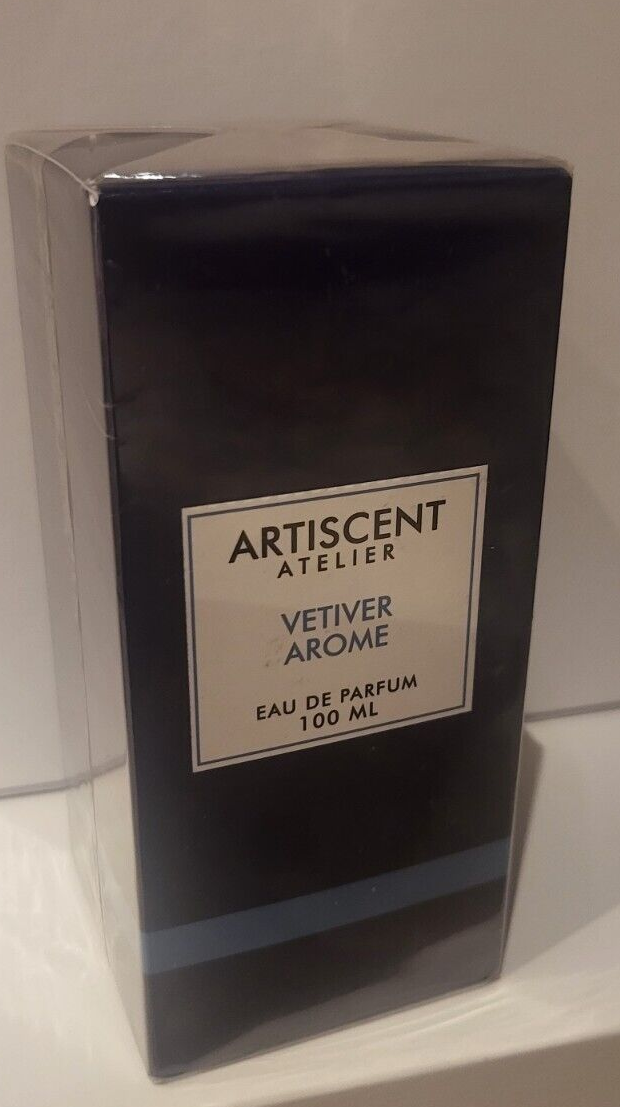 ARTISCENT
ATELIER
VETIVER
AROME
EAU DE PARFUM
100 ML